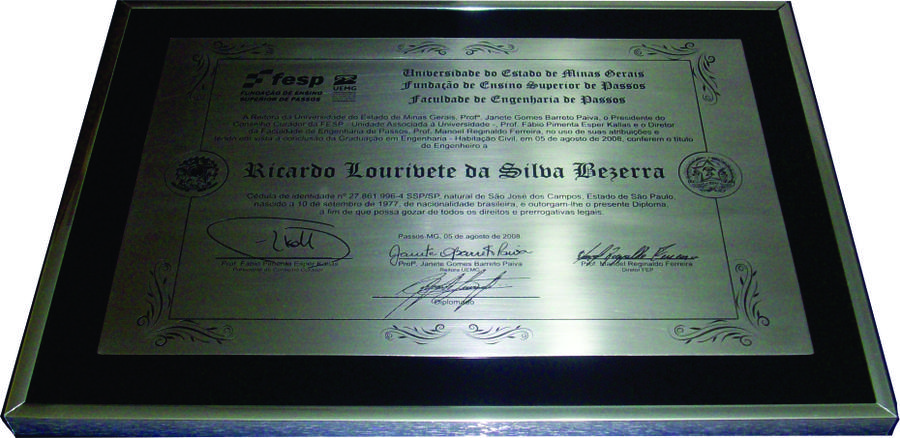 fesp
FUNDAÇÃO DE ENSINO
SUPERIOR DE PASSOS
UEMG
Universidade do Estado de Minas Gerais
Fundação de Ensino Superior de Passos
Faculdade de Engenharia de Passos
A Reitora da Universidade do Estado de Minas Gerais, Profª. Janete Gomes Barreto Paiva, o Presidente do
Conselho Curador da FESP - Unidade Associada à Universidade -, Prof. Fábio Pimenta Esper Kallas e o Diretor
da Faculdade de Engenharia de Passos, Prof. Manoel Reginaldo Ferreira, no uso de suas atribuições e
tendo em vista a conclusão da Graduação em Engenharia - Habilitação Civil, em 05 de agosto de 2008, conferem o título
de Engenheiro a
Ricardo Lourivete da Silva Bezerra
Cédula de identidade nº 27.861.996-4 SSP/SP, natural de São José dos Campos, Estado de São Paulo,
nascido a 10 de setembro de 1977, de nacionalidade brasileira, e outorgam-lhe o presente Diploma,
a fim de que possa gozar de todos os direitos e prerrogativas legais.
Passos-MG, 05 de agosto de 2008
Prof. Fábio Pimenta Esper Kallas
Presidente do Conselho Curador
Profª. Janete Gomes Barreto Paiva
Reitora UEMG
Prof. Manoel Reginaldo Ferreira
Diretor FEP
Diplomado